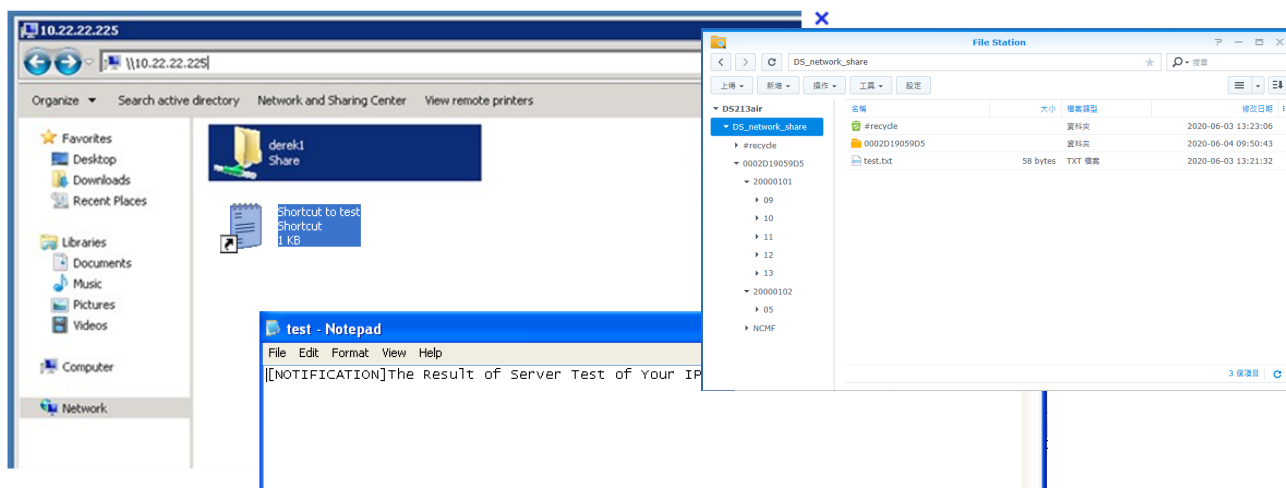 10.22.22.225
\\10.22.22.225
Organize Search active directory Network and Sharing Center View remote printers
Favorites
Desktop
Downloads
Recent Places
Libraries
Documents
Music
Pictures
Videos
Computer
Network
derek1
Share
Shortcut to test
Shortcut
1 KB
test - Notepad
File Edit Format View Help
[NOTIFICATION]The Result of Server Test of Your IP
File Station
DS_network_share
搜尋
上傳 新增 操作 工具 設定
DS213air
DS_network_share
#recycle
0002D19059D5
20000101
09
10
11
12
13
20000102
05
NCMF
名稱 大小 檔案類型 修改日期
#recycle 資料夾 2020-06-03 13:23:06
0002D19059D5 資料夾 2020-06-04 09:50:43
test.txt 58 bytes TXT 檔案 2020-06-03 13:21:32
3 個項目